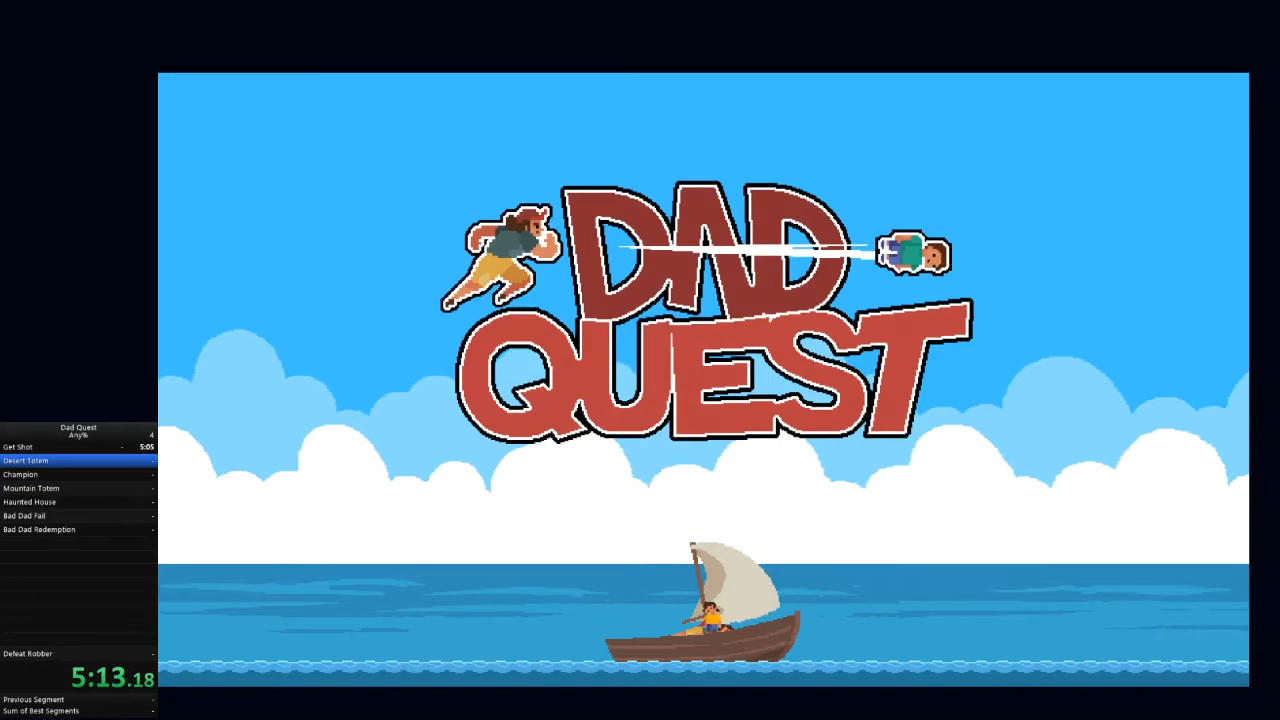 DAD
QUEST
Dad Quest
Any% 4
Get Shot - 5:05
Desert Totem -
Champion -
Mountain Totem -
Haunted House -
Bad Dad Fail -
Bad Dad Redemption -
Defeat Robber -
5:13.18
Previous Segment -
Sum of Best Segments -